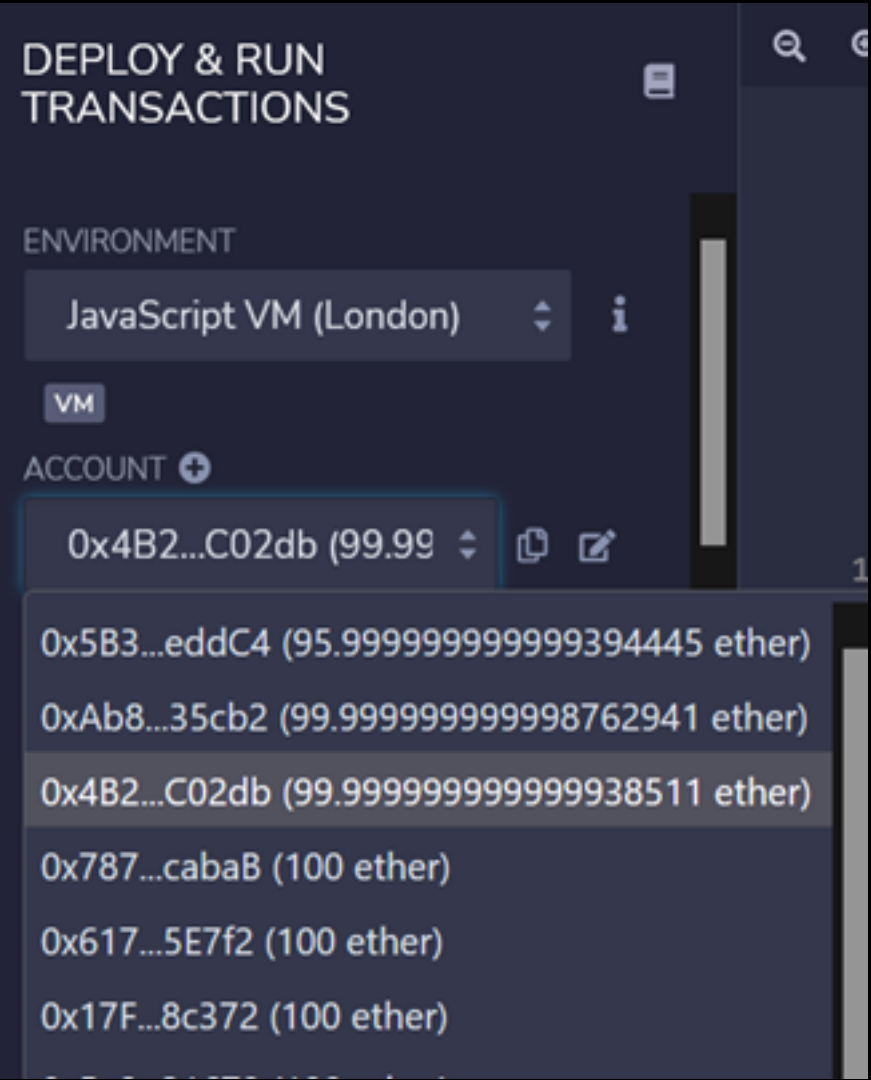 DEPLOY & RUN
TRANSACTIONS
ENVIRONMENT
JavaScript VM (London)
VM
ACCOUNT
0x4B2...C02db (99.99
1
0x5B3...eddC4 (95.999999999999394445 ether)
0xAb8...35cb2 (99.999999999998762941 ether)
0x4B2...C02db (99.999999999999938511 ether)
0x787...cabaB (100 ether)
0x617...5E7f2 (100 ether)
0x17F...8c372 (100 ether)